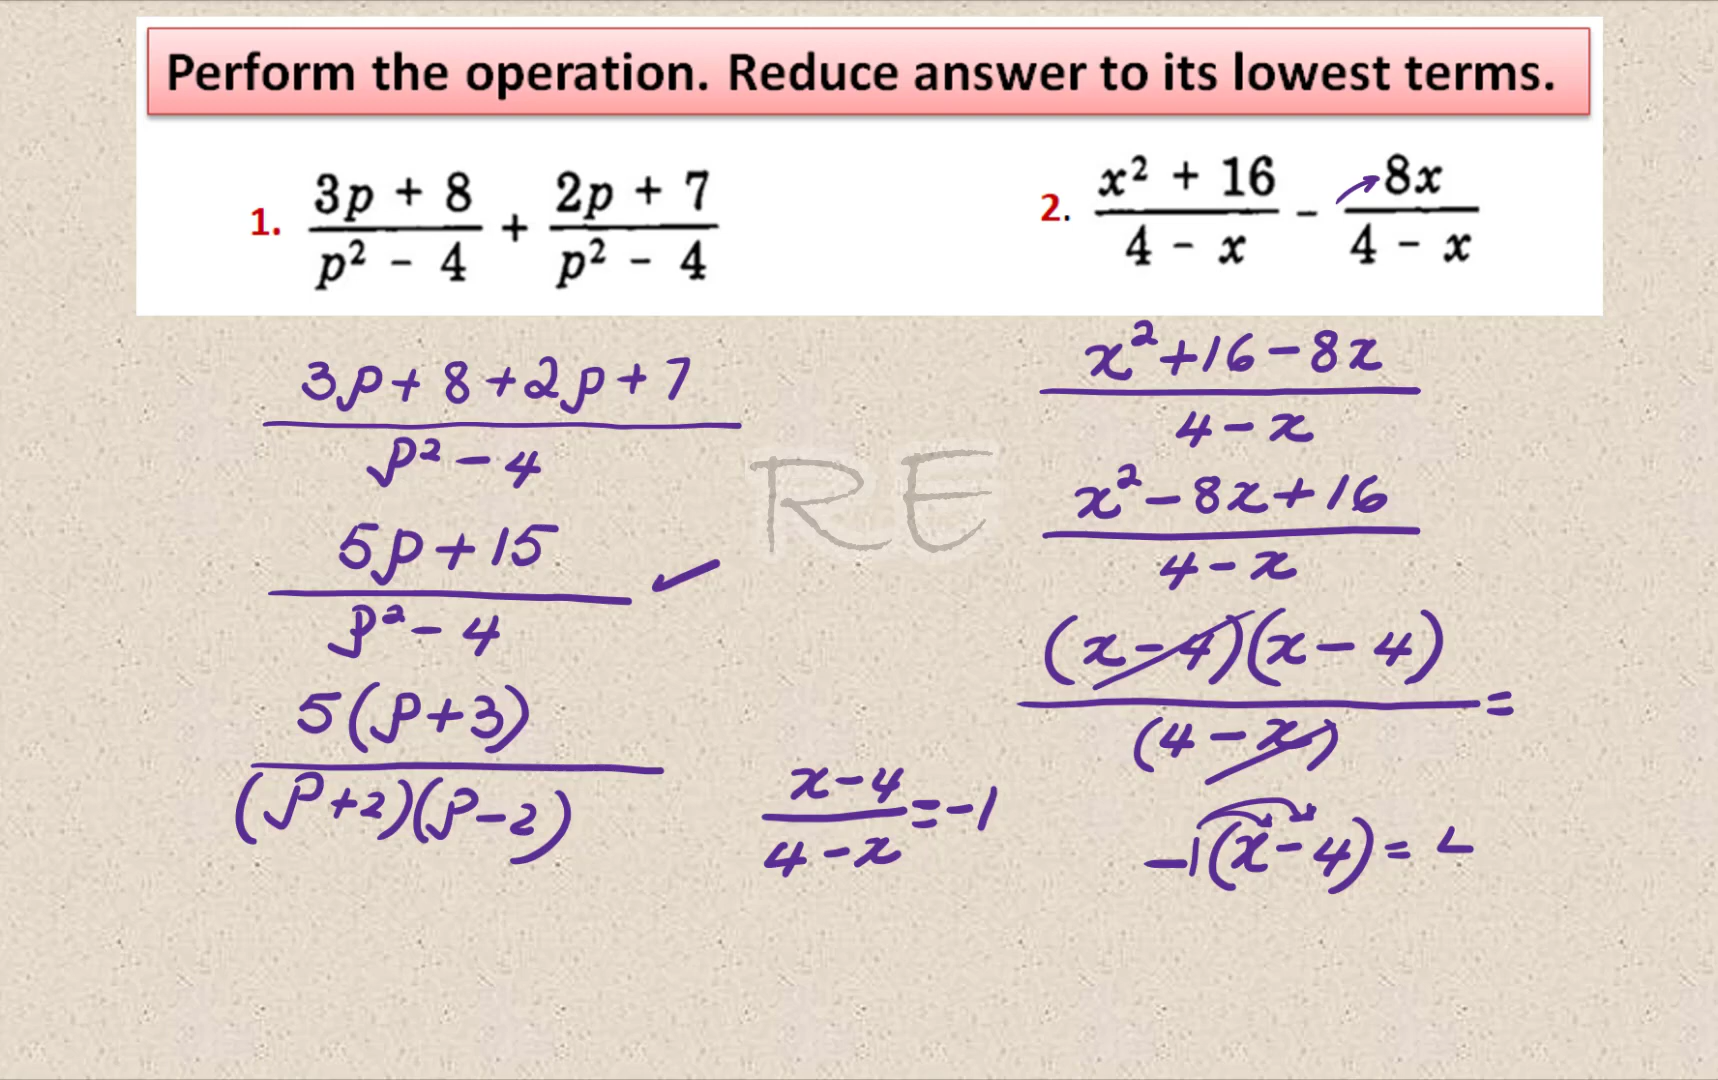 Perform the operation. Reduce answer to its lowest terms.
1. (3p + 8)/(p² - 4) + (2p + 7)/(p² - 4)
2. (x² + 16)/(4 - x) - 8x/(4 - x)
3p + 8 + 2p + 7
p² - 4
5p + 15
p² - 4
5(p + 3)
(p + 2)(p - 2)
RE
x - 4
4 - x
= -1
x² + 16 - 8x
4 - x
x² - 8x + 16
4 - x
(x - 4)(x - 4)
(4 - x)
=
-1(x - 4) =